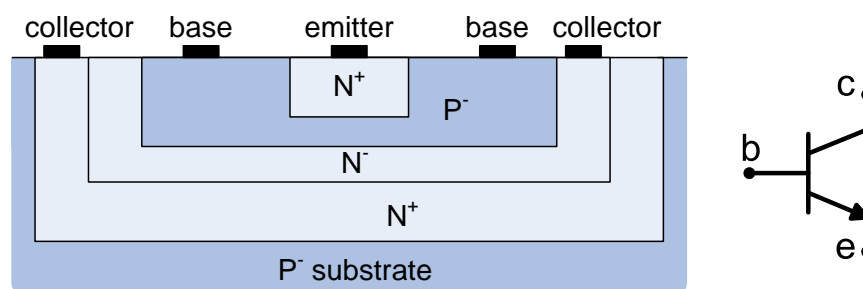 collector base emitter base collector
N⁺
P⁻
N⁻
N⁺
P⁻ substrate
c
b
e